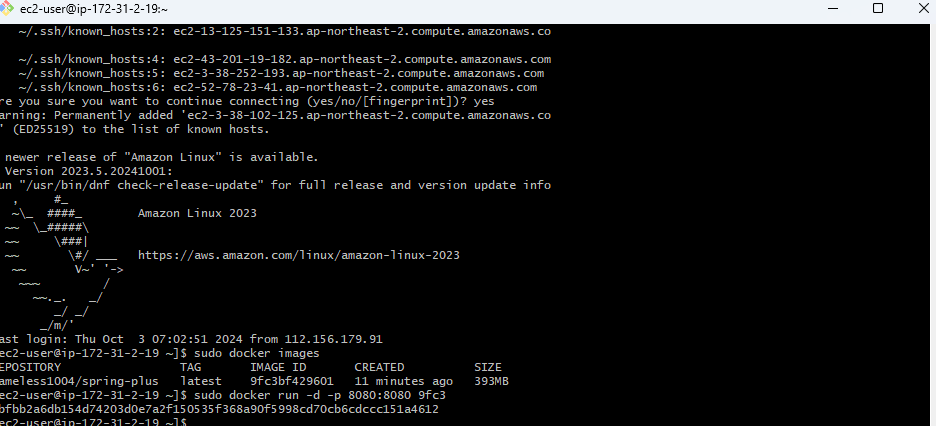 ec2-user@ip-172-31-2-19:~
~/.ssh/known_hosts:2: ec2-13-125-151-133.ap-northeast-2.compute.amazonaws.co
~/.ssh/known_hosts:4: ec2-43-201-19-182.ap-northeast-2.compute.amazonaws.com
~/.ssh/known_hosts:5: ec2-3-38-252-193.ap-northeast-2.compute.amazonaws.com
~/.ssh/known_hosts:6: ec2-52-78-23-41.ap-northeast-2.compute.amazonaws.com
re you sure you want to continue connecting (yes/no/[fingerprint])? yes
arning: Permanently added 'ec2-3-38-102-125.ap-northeast-2.compute.amazonaws.co
' (ED25519) to the list of known hosts.
newer release of "Amazon Linux" is available.
Version 2023.5.20241001:
un "/usr/bin/dnf check-release-update" for full release and version update info
   ,     #_
   ~\_  ####_        Amazon Linux 2023
  ~~  \_#####\
  ~~     \###|
  ~~       \#/ ___   https://aws.amazon.com/linux/amazon-linux-2023
   ~~       V~' '->
    ~~~         /
      ~~._.   _/
         _/ _/
       _/m/'
ast login: Thu Oct  3 07:02:51 2024 from 112.156.179.91
ec2-user@ip-172-31-2-19 ~]$ sudo docker images
EPOSITORY                 TAG       IMAGE ID       CREATED          SIZE
ameless1004/spring-plus   latest    9fc3bf429601   11 minutes ago   393MB
ec2-user@ip-172-31-2-19 ~]$ sudo docker run -d -p 8080:8080 9fc3
bfbb2a6db154d74203d0e7a2f150535f368a90f5998cd70cb6cdccc151a4612
ec2-user@ip-172-31-2-19 ~]$